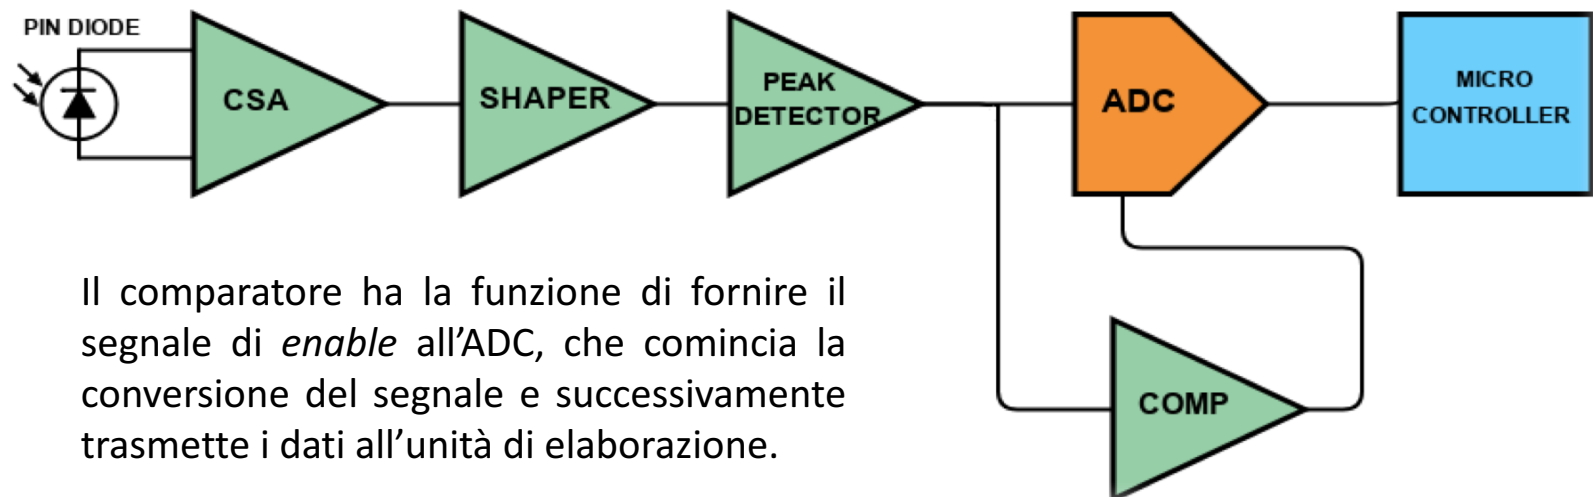 PIN DIODE
CSA
SHAPER
PEAK
DETECTOR
ADC
MICRO
CONTROLLER
COMP
Il comparatore ha la funzione di fornire il
segnale di enable all’ADC, che comincia la
conversione del segnale e successivamente
trasmette i dati all’unità di elaborazione.